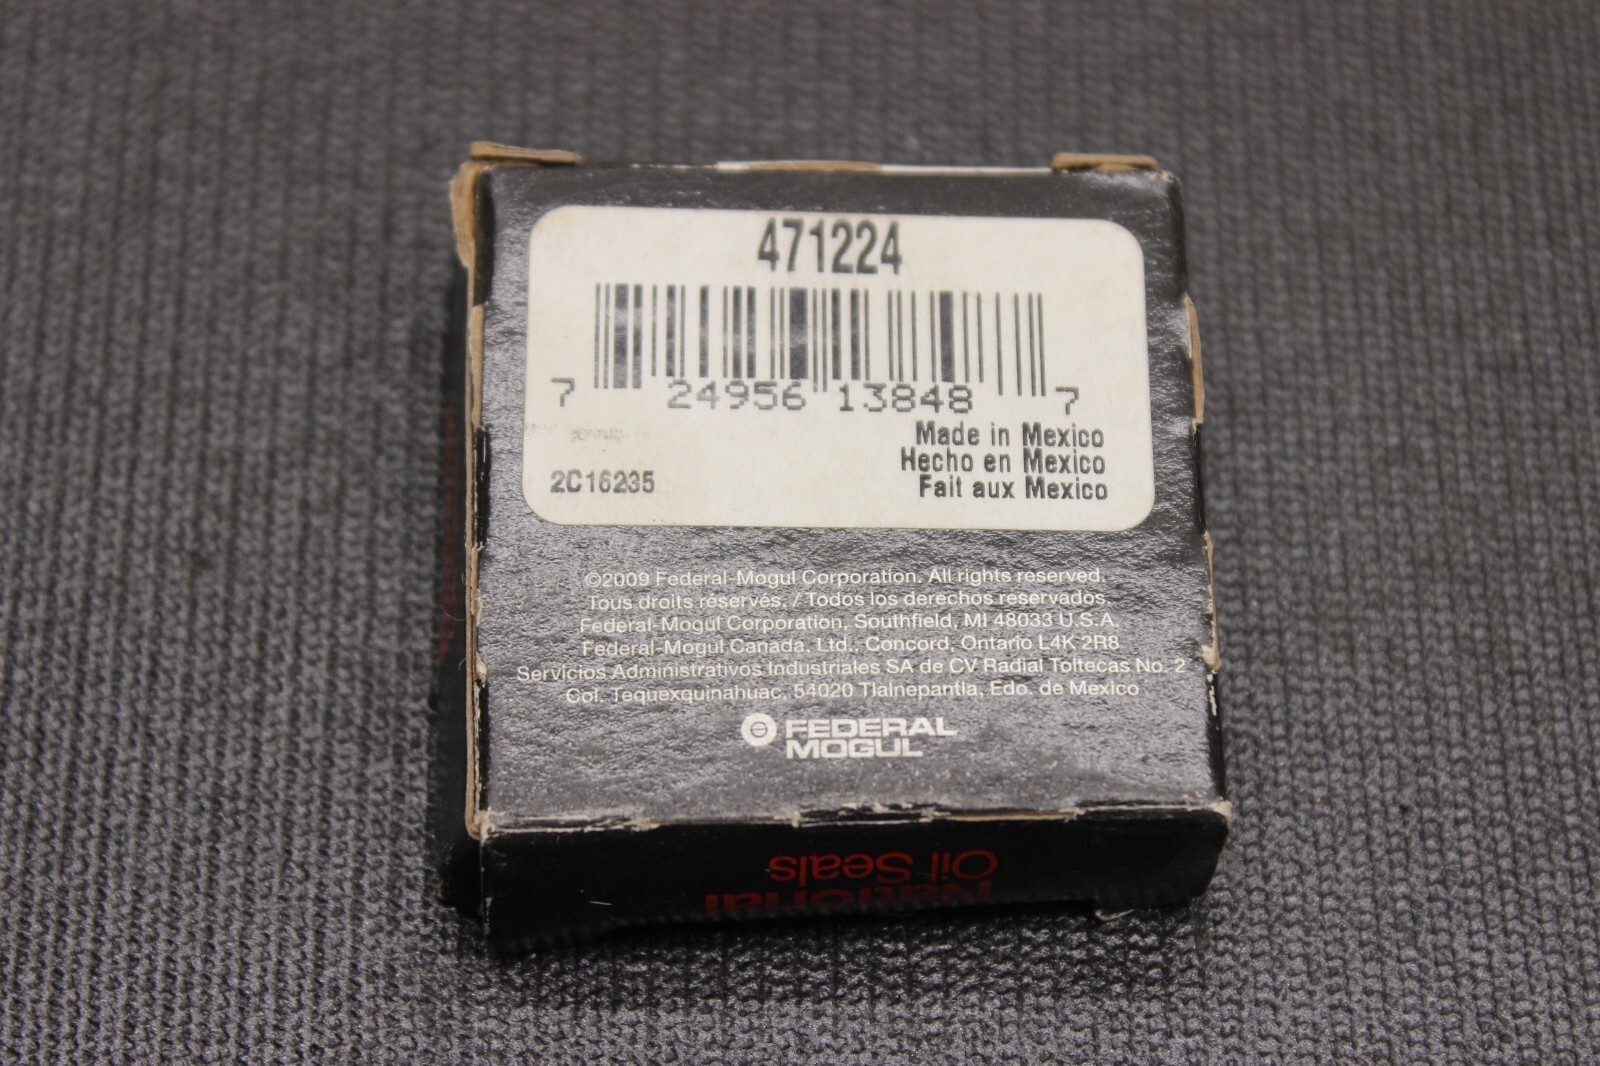 471224
7 24956 13848 7
Made in Mexico
Hecho en Mexico
2C16235
Fait aux Mexico
©2009 Federal-Mogul Corporation. All rights reserved.
Tous droits réservés. / Todos los derechos reservados.
Federal-Mogul Corporation, Southfield, MI 48033 U.S.A.
Federal-Mogul Canada, Ltd., Concord, Ontario L4K 2R8
Servicios Administrativos Industriales SA de CV Radial Toltecas No. 2
Col. Tequexquinahuac, 54020 Tlalnepantla, Edo. de Mexico
FEDERAL
MOGUL
National
Oil Seals